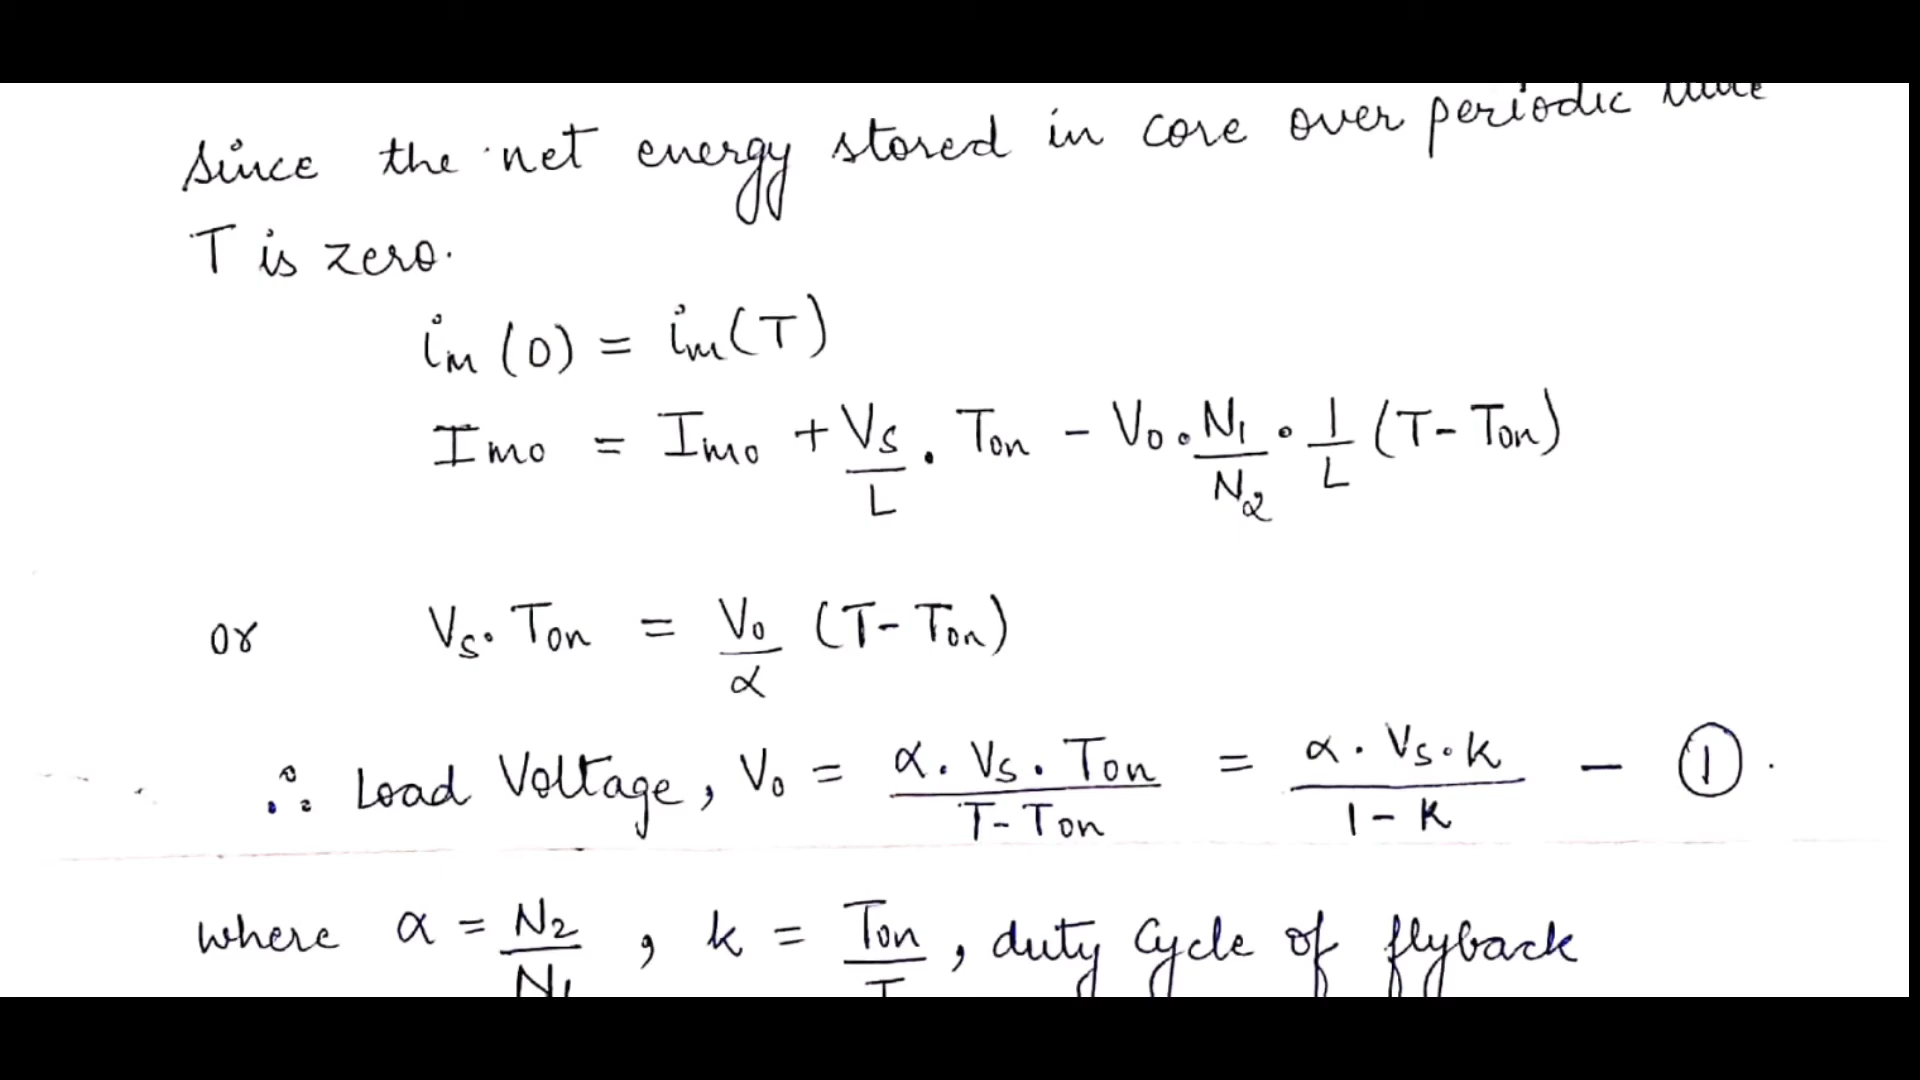 Since the net energy stored in core over periodic time
T is zero.
im (0) = im (T)
Imo = Imo + Vs/L . Ton - Vo . N1/N2 . 1/L (T - Ton)
or Vs. Ton = Vo/α (T - Ton)
∴ Load Voltage, Vo = α . Vs . Ton / T - Ton = α . Vs . k / 1 - k - ①.
where α = N2/N1 , k = Ton/T , duty cycle of flyback